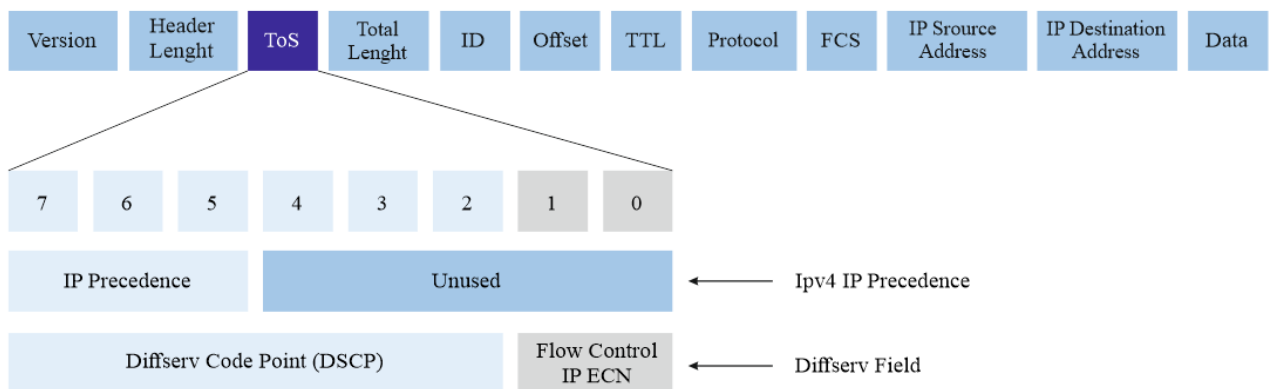 Version
Header
Lenght
ToS
Total
Lenght
ID
Offset
TTL
Protocol
FCS
IP Srource
Address
IP Destination
Address
Data
7
6
5
4
3
2
1
0
IP Precedence
Unused
Ipv4 IP Precedence
Diffserv Code Point (DSCP)
Flow Control
IP ECN
Diffserv Field